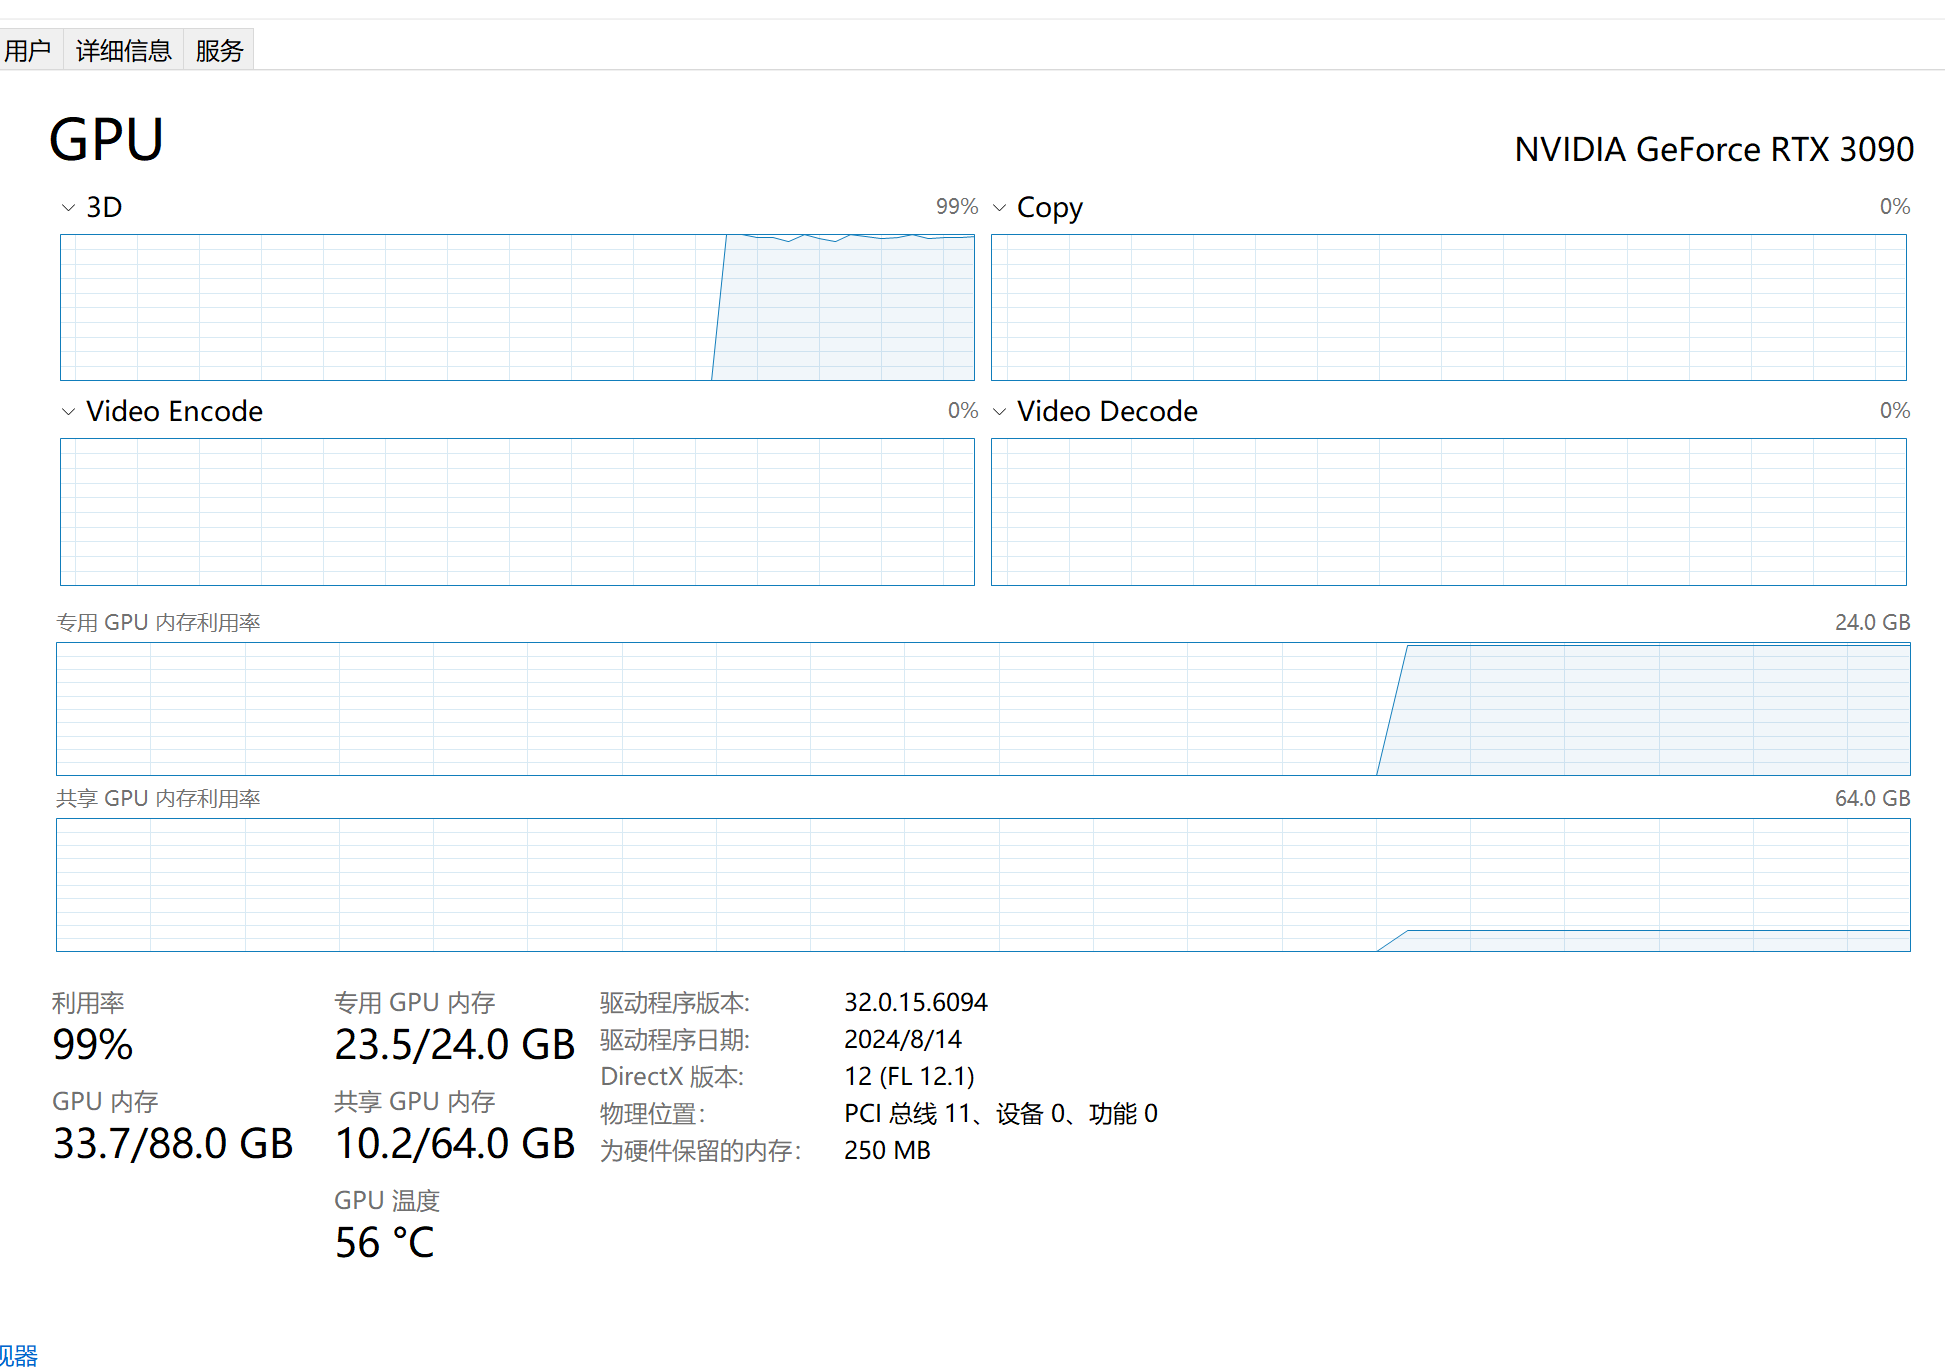 用户 详细信息 服务
GPU
NVIDIA GeForce RTX 3090
3D 99%
Copy 0%
Video Encode 0%
Video Decode 0%
专用 GPU 内存利用率 24.0 GB
共享 GPU 内存利用率 64.0 GB
利用率
99%
专用 GPU 内存
23.5/24.0 GB
GPU 内存
33.7/88.0 GB
共享 GPU 内存
10.2/64.0 GB
GPU 温度
56 °C
驱动程序版本: 32.0.15.6094
驱动程序日期: 2024/8/14
DirectX 版本: 12 (FL 12.1)
物理位置: PCI 总线 11、设备 0、功能 0
为硬件保留的内存: 250 MB
器